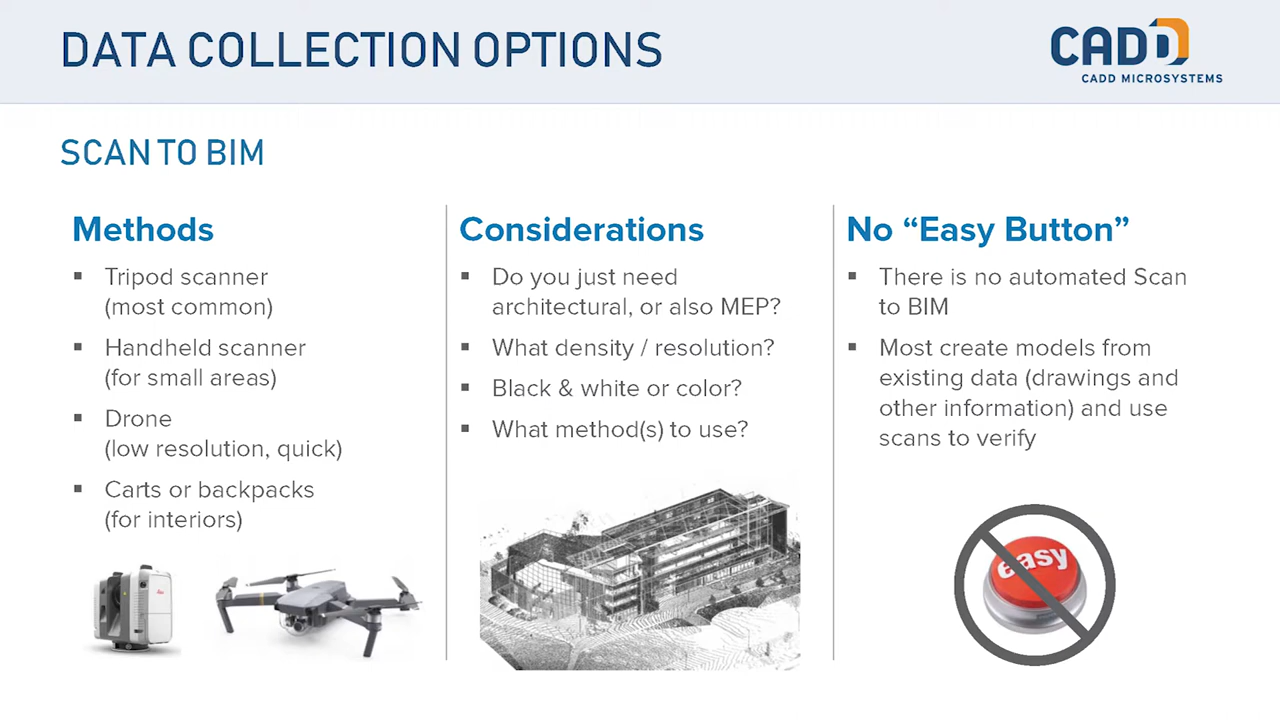 DATA COLLECTION OPTIONS
CADD
CADD MICROSYSTEMS
SCAN TO BIM
Methods
▪ Tripod scanner
(most common)
▪ Handheld scanner
(for small areas)
▪ Drone
(low resolution, quick)
▪ Carts or backpacks
(for interiors)
Considerations
▪ Do you just need
architectural, or also MEP?
▪ What density / resolution?
▪ Black & white or color?
▪ What method(s) to use?
No “Easy Button”
▪ There is no automated Scan
to BIM
▪ Most create models from
existing data (drawings and
other information) and use
scans to verify
easy